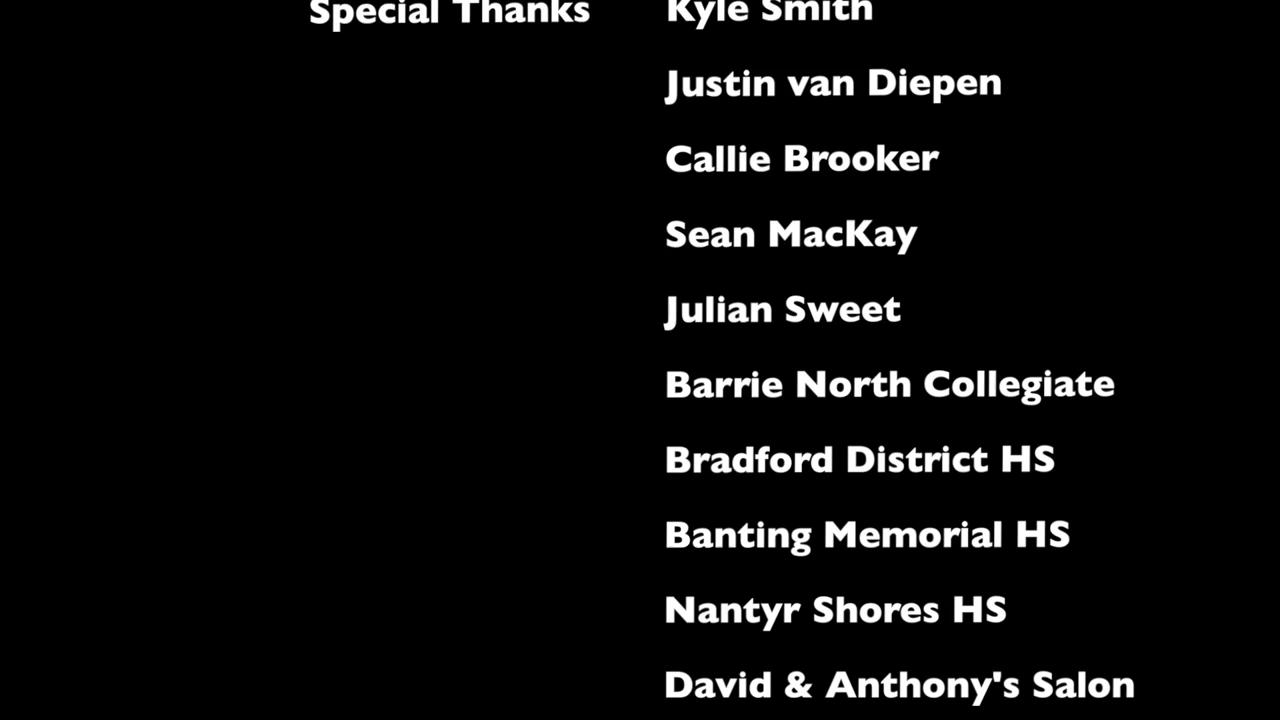 Special Thanks Kyle Smith
Justin van Diepen
Callie Brooker
Sean MacKay
Julian Sweet
Barrie North Collegiate
Bradford District HS
Banting Memorial HS
Nantyr Shores HS
David & Anthony's Salon